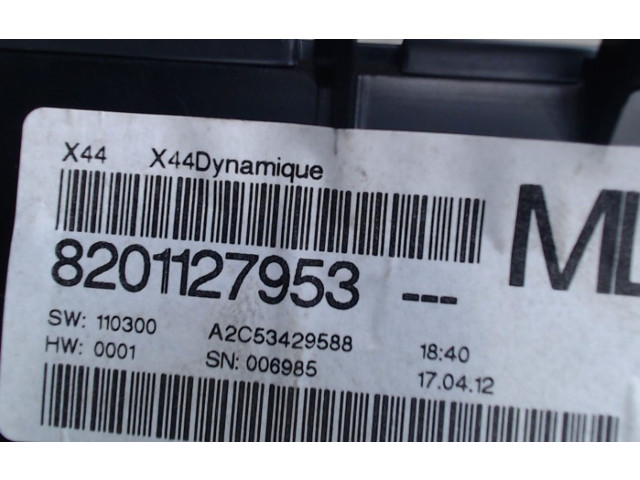 X44 X44Dynamique
8201127953 ---
SW: 110300 A2C53429588 18:40
HW: 0001 SN: 006985 17.04.12